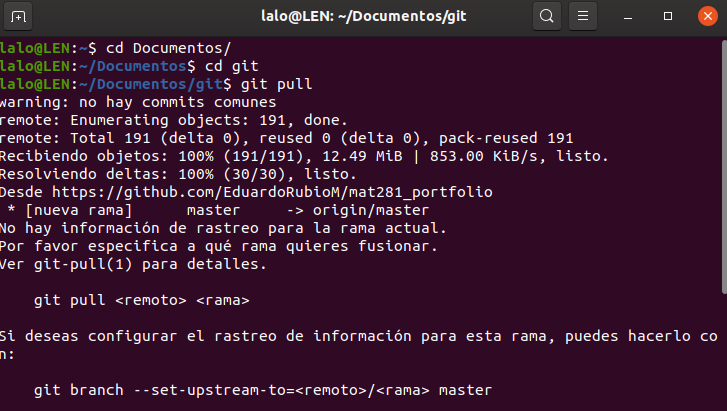 lalo@LEN: ~/Documentos/git
lalo@LEN:~$ cd Documentos/
lalo@LEN:~/Documentos$ cd git
lalo@LEN:~/Documentos/git$ git pull
warning: no hay commits comunes
remote: Enumerating objects: 191, done.
remote: Total 191 (delta 0), reused 0 (delta 0), pack-reused 191
Recibiendo objetos: 100% (191/191), 12.49 MiB | 853.00 KiB/s, listo.
Resolviendo deltas: 100% (30/30), listo.
Desde https://github.com/EduardoRubioM/mat281_portfolio
 * [nueva rama]      master     -> origin/master
No hay información de rastreo para la rama actual.
Por favor especifica a qué rama quieres fusionar.
Ver git-pull(1) para detalles.
    git pull <remoto> <rama>
Si deseas configurar el rastreo de información para esta rama, puedes hacerlo co
n:
    git branch --set-upstream-to=<remoto>/<rama> master